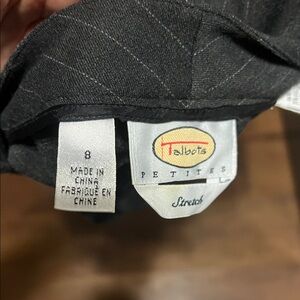 8
MADE IN
CHINA
FABRIQUÉ EN
CHINE
Talbots
PETITES
Stretch